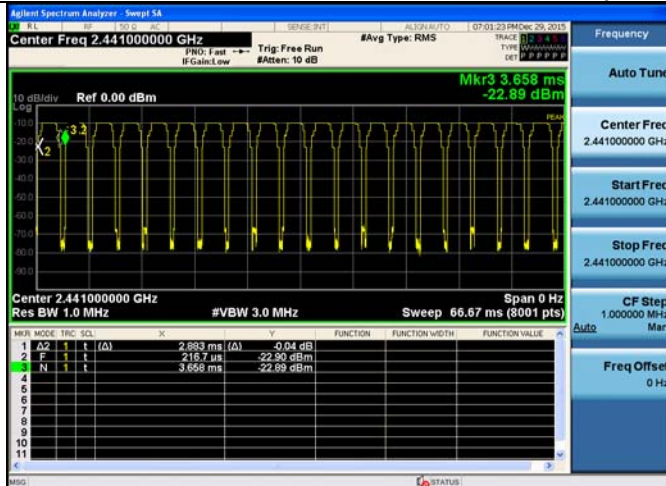 Agilent Spectrum Analyzer - Swept SA
RL RF 50 Ω AC SENSE:INT ALIGN AUTO 07:01:23 PM Dec 29, 2015
Center Freq 2.441000000 GHz
PNO: Fast
IFGain:Low
Trig: Free Run
#Atten: 10 dB
#Avg Type: RMS
TRACE 1 2 3 4 5 6
TYPE
DET P P P P P P
Mkr3 3.658 ms
-22.89 dBm
10 dB/div
Log
Ref 0.00 dBm
PEAK
-10.0
-20.0
-30.0
-40.0
-50.0
-60.0
-70.0
-80.0
-90.0
3.2
2
Center 2.441000000 GHz
Span 0 Hz
Res BW 1.0 MHz
#VBW 3.0 MHz
Sweep 66.67 ms (8001 pts)
MKR MODE TRC SCL X Y FUNCTION FUNCTION WIDTH FUNCTION VALUE
1 Δ2 1 t (Δ) 2.883 ms (Δ) -0.04 dB
2 F 1 t 216.7 us -22.90 dBm
3 N 1 t 3.658 ms -22.89 dBm
4
5
6
7
8
9
10
11
MSG
STATUS
Frequency
Auto Tune
Center Freq
2.441000000 GHz
Start Freq
2.441000000 GHz
Stop Freq
2.441000000 GHz
CF Step
1.000000 MHz
Auto Man
Freq Offset
0 Hz